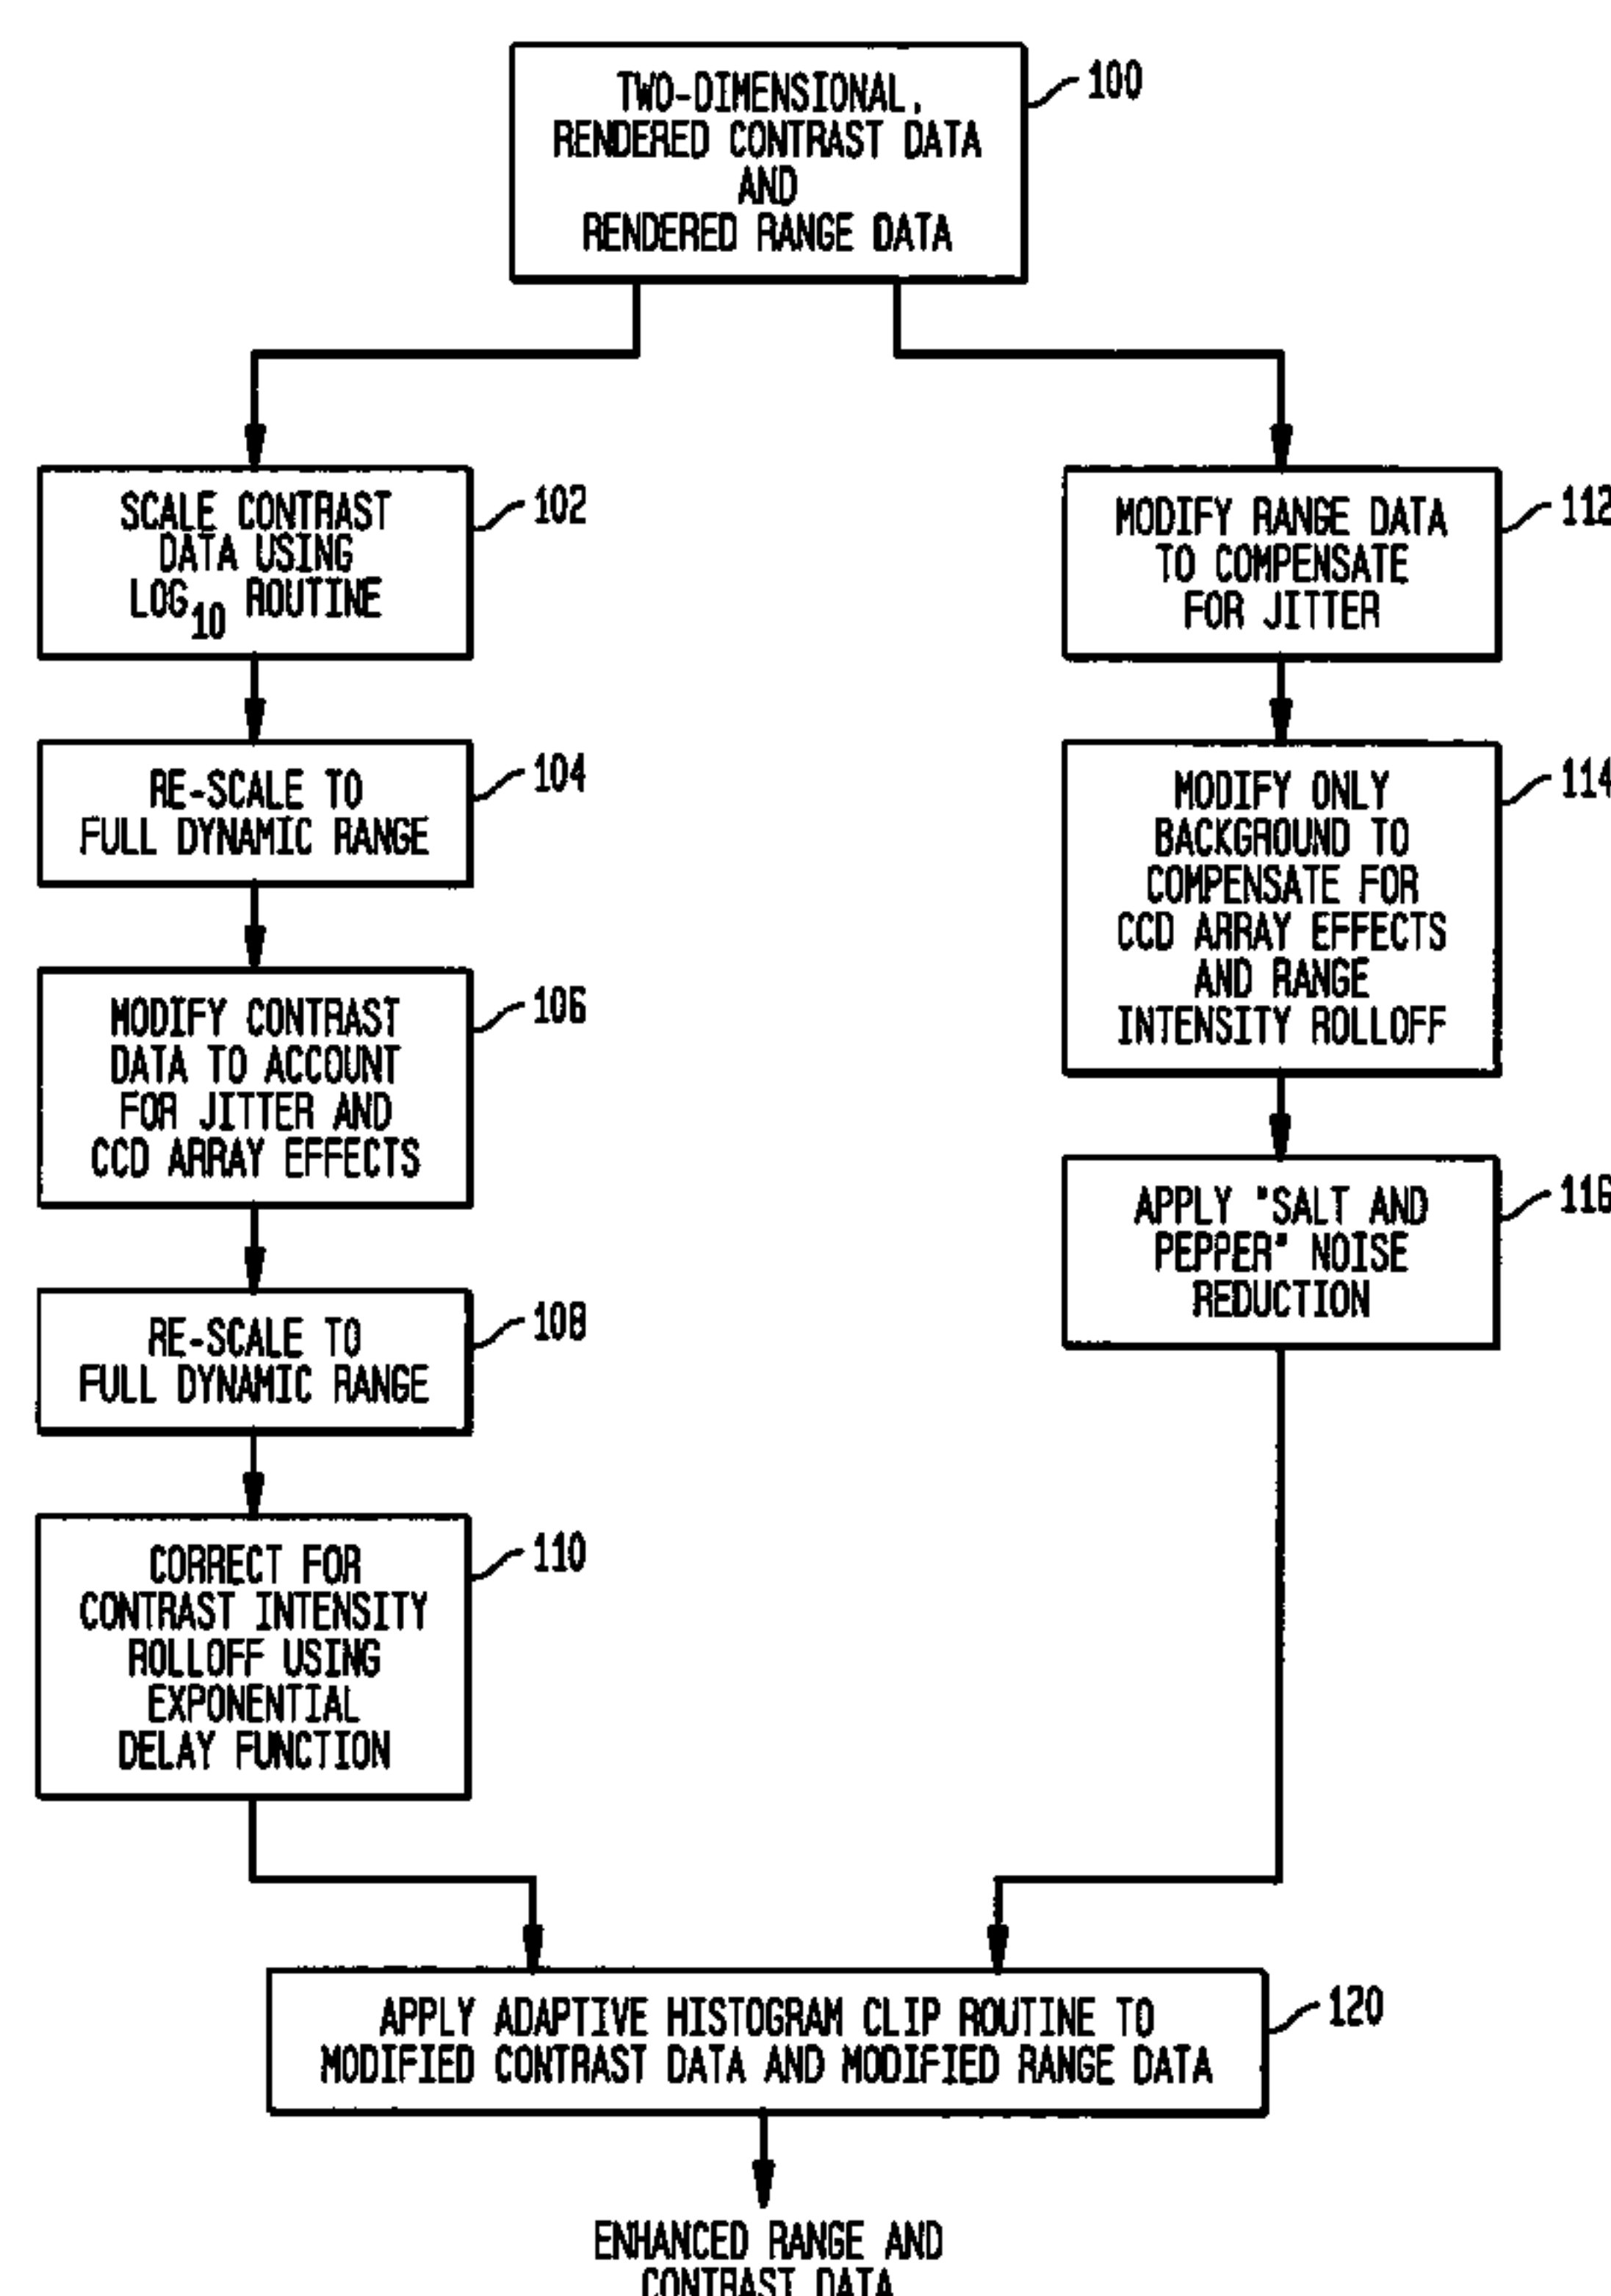 TWO-DIMENSIONAL,
RENDERED CONTRAST DATA
AND
RENDERED RANGE DATA
100
SCALE CONTRAST
DATA USING
LOG10 ROUTINE
102
RE-SCALE TO
FULL DYNAMIC RANGE
104
MODIFY CONTRAST
DATA TO ACCOUNT
FOR JITTER AND
CCD ARRAY EFFECTS
106
RE-SCALE TO
FULL DYNAMIC RANGE
108
CORRECT FOR
CONTRAST INTENSITY
ROLLOFF USING
EXPONENTIAL
DELAY FUNCTION
110
MODIFY RANGE DATA
TO COMPENSATE
FOR JITTER
112
MODIFY ONLY
BACKGROUND TO
COMPENSATE FOR
CCD ARRAY EFFECTS
AND RANGE
INTENSITY ROLLOFF
114
APPLY "SALT AND
PEPPER" NOISE
REDUCTION
116
APPLY ADAPTIVE HISTOGRAM CLIP ROUTINE TO
MODIFIED CONTRAST DATA AND MODIFIED RANGE DATA
120
ENHANCED RANGE AND
CONTRAST DATA